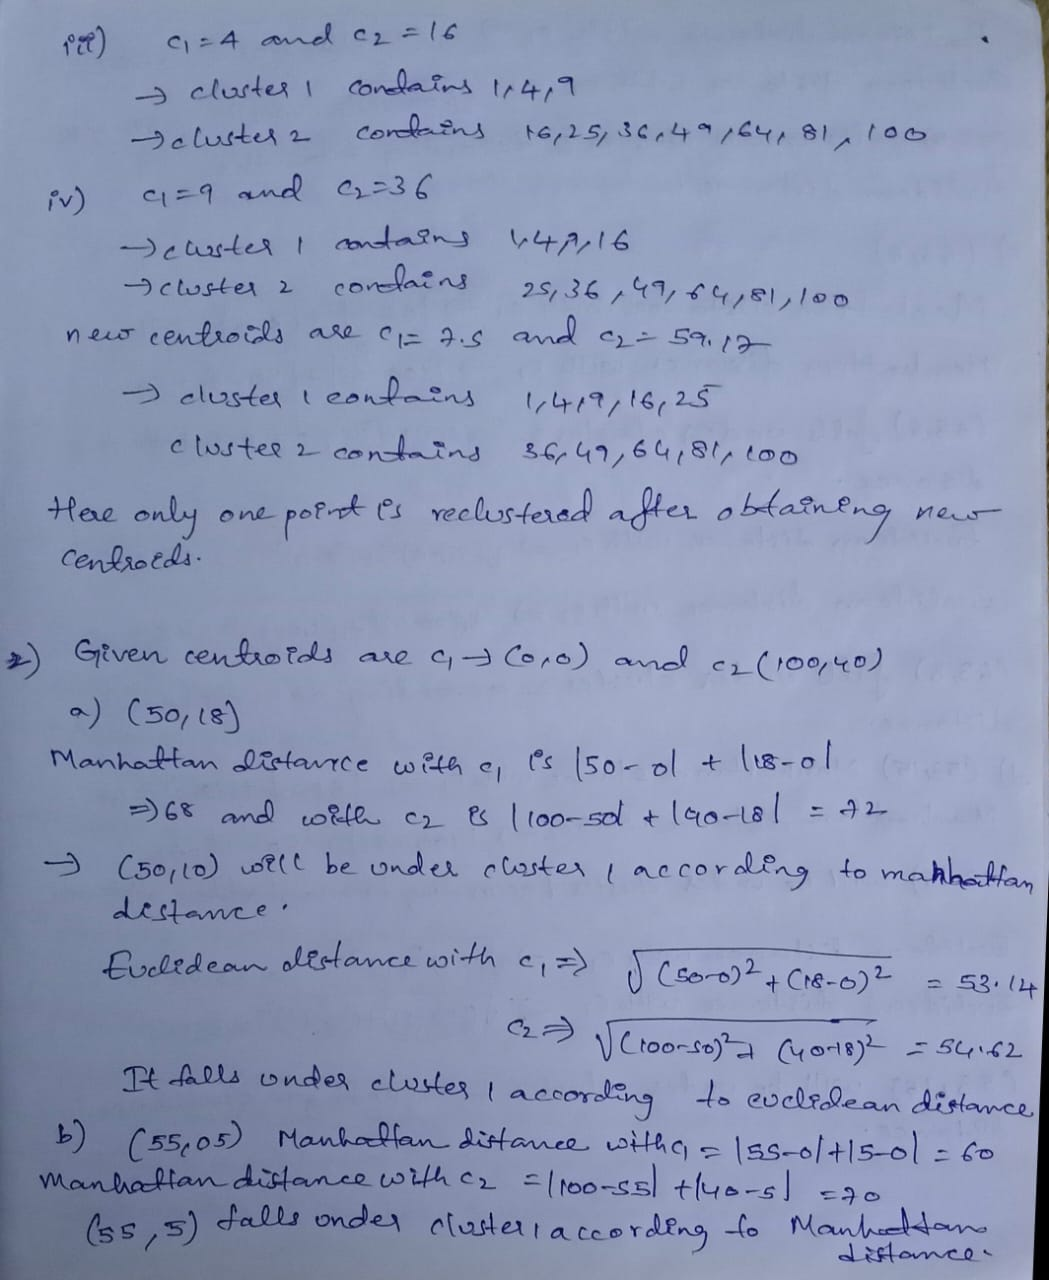 iii) c1=4 and c2=16
→ cluster 1 contains 1,4,9
→ cluster 2 contains 16,25,36,49,64,81,100
iv) c1=9 and c2=36
→ cluster 1 contains 1,4,9,16
→ cluster 2 contains 25,36,49,64,81,100
new centroids are c1= 7.5 and c2= 59.17
→ cluster 1 contains 1,4,9,16,25
cluster 2 contains 36,49,64,81,100
Here only one point is reclustered after obtaining new
centroids.
2) Given centroids are c1→(0,0) and c2(100,40)
a) (50,18)
Manhattan distance with c1 is |50-0| + |18-0|
⇒68 and with c2 is |100-50| + |40-18| = 72
→ (50,10) will be under cluster 1 according to manhattan
distance.
Euclidean distance with c1⇒ √(50-0)²+(18-0)² = 53.14
c2⇒ √(100-50)²+(40-18)² = 54.62
It falls under cluster 1 according to euclidean distance
b) (55,05) Manhattan distance with c1 = |55-0|+|5-0| = 60
Manhattan distance with c2 = |100-55| + |40-5| = 70
(55,5) falls under cluster 1 according to Manhattan
distance.